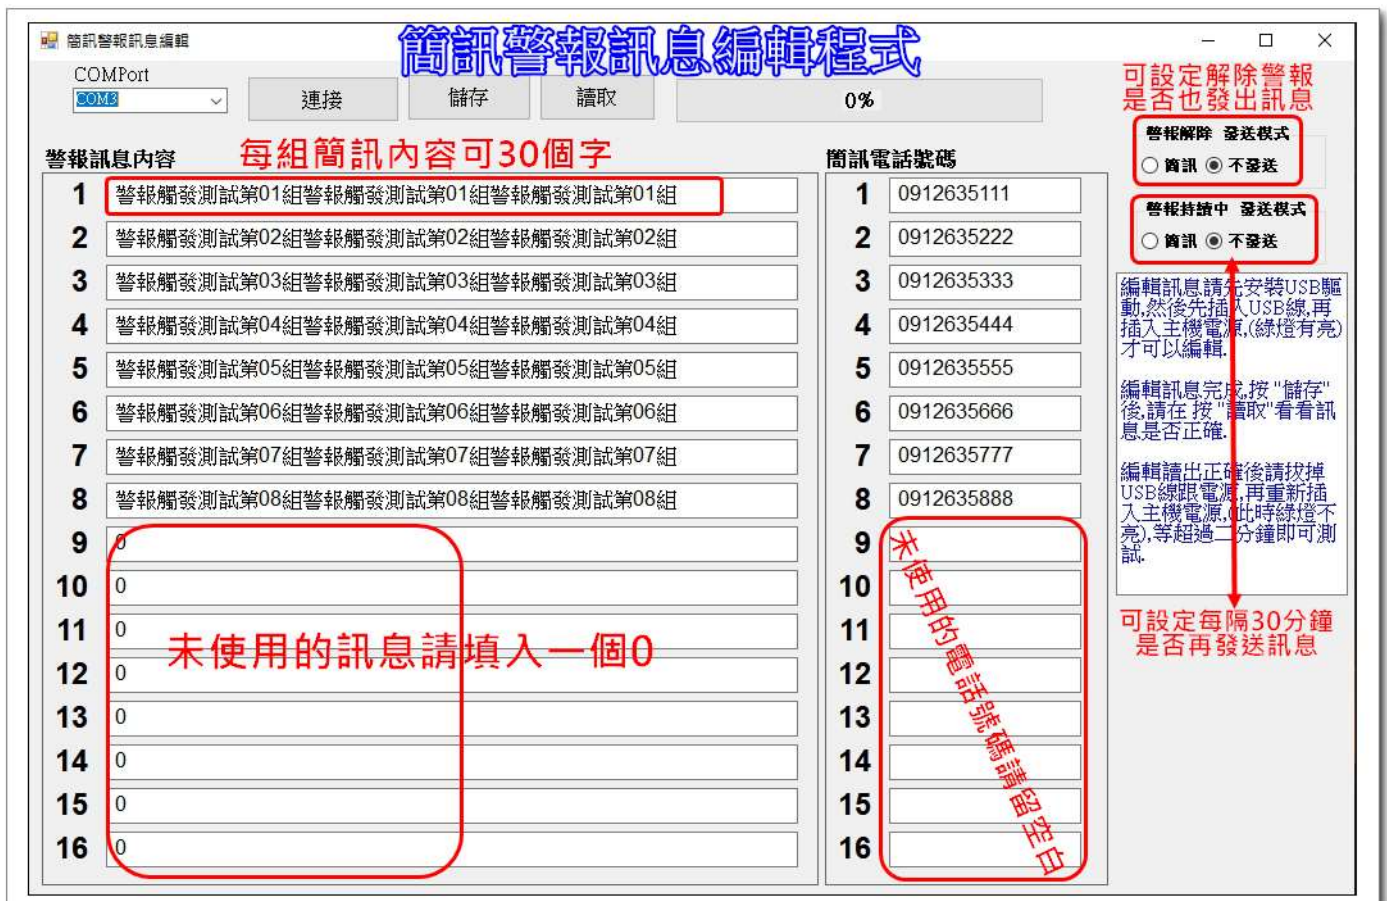 簡訊警報訊息編輯
簡訊警報訊息編輯程式
COMPort
COM3
連接
儲存
讀取
0%
可設定解除警報
是否也發出訊息
警報訊息内容
每組簡訊內容可30個字
簡訊電話號碼
警報解除 發送模式
簡訊 不發送
警報持續中 發送模式
簡訊 不發送
1 警報觸發測試第01組警報觸發測試第01組警報觸發測試第01組
2 警報觸發測試第02組警報觸發測試第02組警報觸發測試第02組
3 警報觸發測試第03組警報觸發測試第03組警報觸發測試第03組
4 警報觸發測試第04組警報觸發測試第04組警報觸發測試第04組
5 警報觸發測試第05組警報觸發測試第05組警報觸發測試第05組
6 警報觸發測試第06組警報觸發測試第06組警報觸發測試第06組
7 警報觸發測試第07組警報觸發測試第07組警報觸發測試第07組
8 警報觸發測試第08組警報觸發測試第08組警報觸發測試第08組
9 0
10 0
11 0
12 0
13 0
14 0
15 0
16 0
未使用的訊息請填入一個0
1 0912635111
2 0912635222
3 0912635333
4 0912635444
5 0912635555
6 0912635666
7 0912635777
8 0912635888
9
10
11
12
13
14
15
16
未使用的電話號碼請留空白
編輯訊息請先安裝USB驅
動,然後先插入USB線,再
插入主機電源,(綠燈有亮)
才可以編輯.
編輯訊息完成,按 "儲存"
後,請在 按 "讀取"看看訊
息是否正確.
編輯讀出正確後請拔掉
USB線跟電源,再重新插
入主機電源,(此時綠燈不
亮),等超過二分鐘即可測
試.
可設定每隔30分鐘
是否再發送訊息